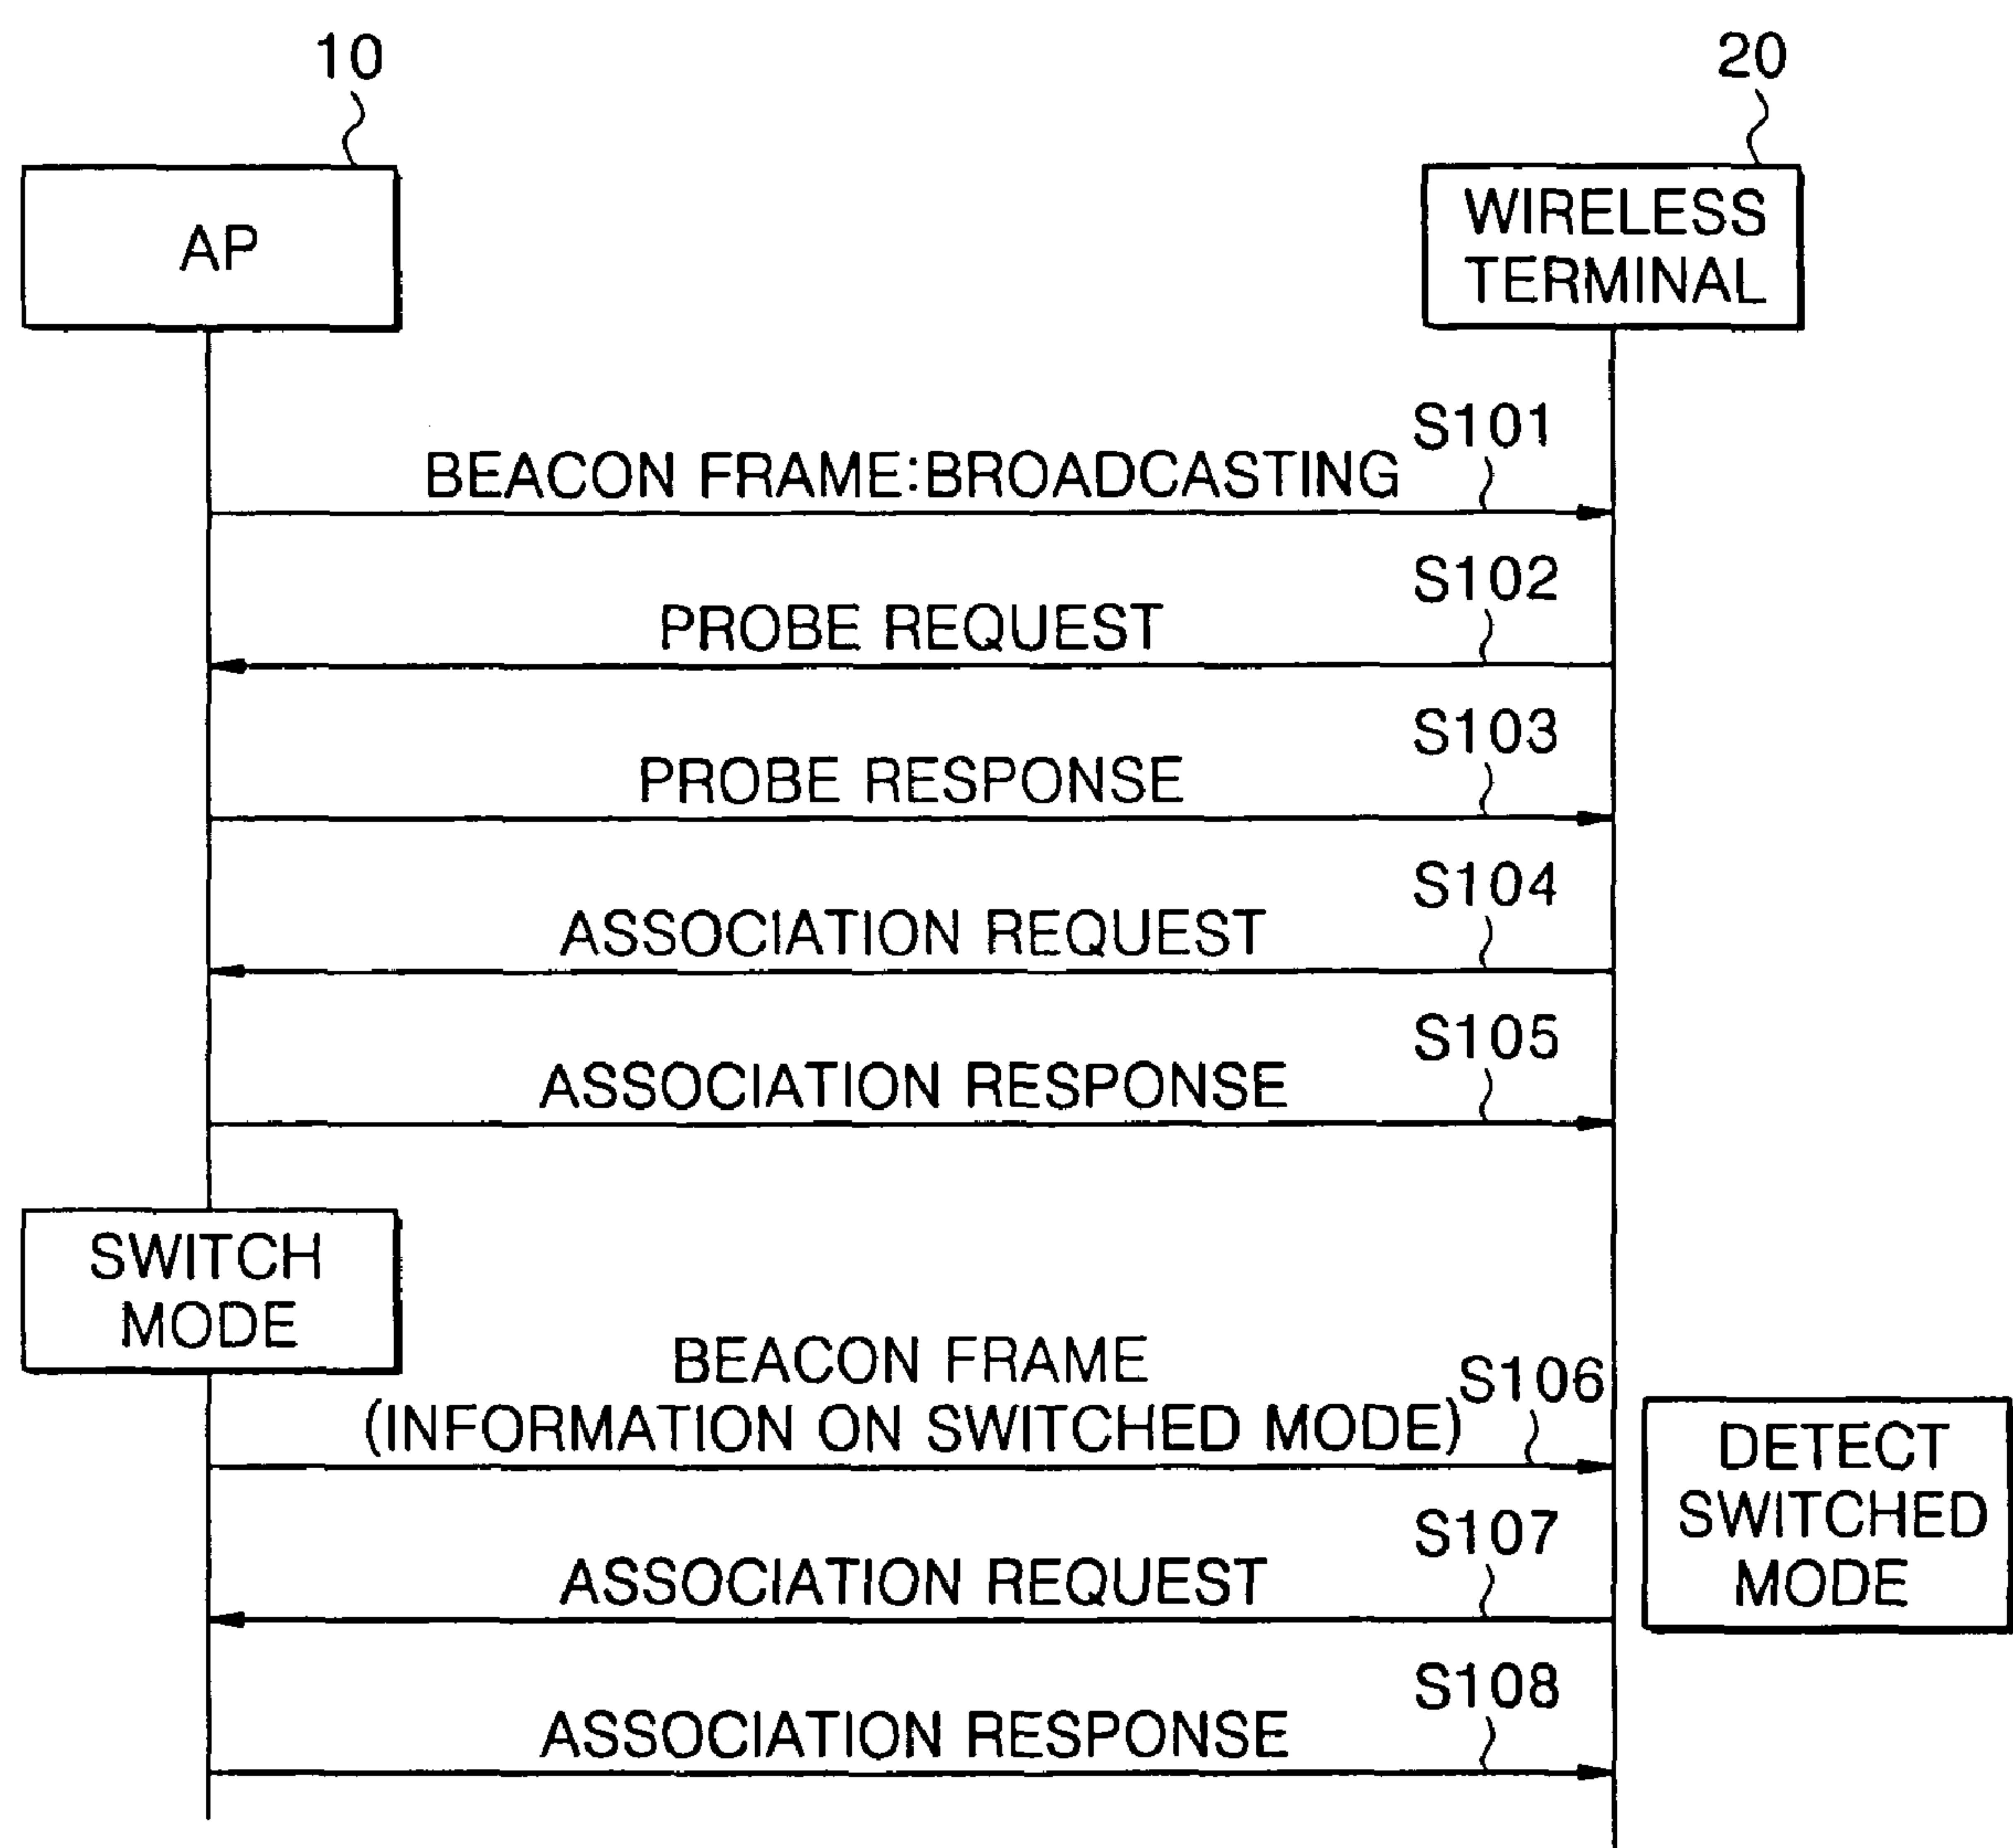 10
20
AP
WIRELESS
TERMINAL
S101
BEACON FRAME:BROADCASTING
S102
PROBE REQUEST
S103
PROBE RESPONSE
S104
ASSOCIATION REQUEST
S105
ASSOCIATION RESPONSE
SWITCH
MODE
BEACON FRAME
(INFORMATION ON SWITCHED MODE)
S106
DETECT
SWITCHED
MODE
S107
ASSOCIATION REQUEST
S108
ASSOCIATION RESPONSE